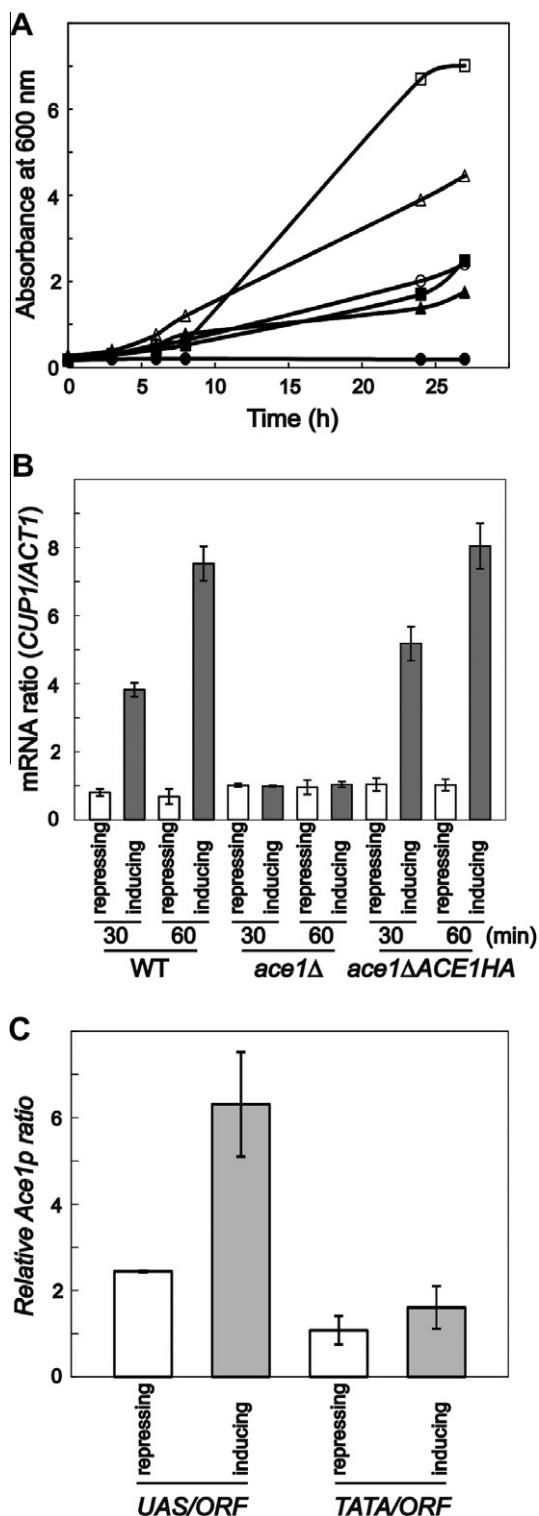 A
Absorbance at 600 nm
6
4
2
0
0 5 10 15 20 25
Time (h)
B
mRNA ratio (CUP1/ACT1)
8
6
4
2
0
repressing inducing repressing inducing repressing inducing repressing inducing repressing inducing repressing inducing
30 60 30 60 30 60 (min)
WT ace1Δ ace1ΔACE1HA
C
Relative Ace1p ratio
6
4
2
0
repressing inducing repressing inducing
UAS/ORF TATA/ORF